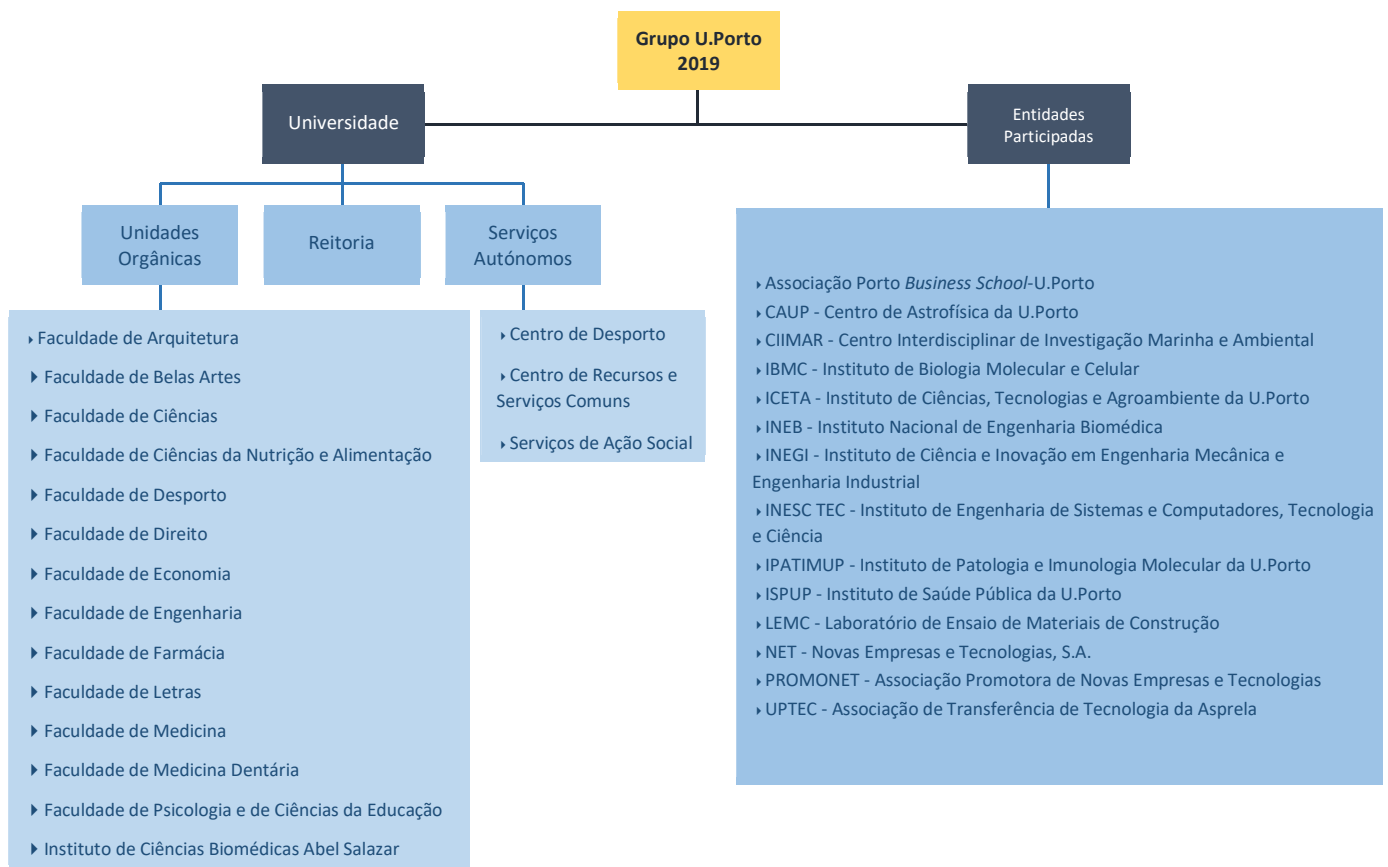 Grupo U.Porto
2019
Universidade
Entidades
Participadas
Unidades
Orgânicas
Reitoria
Serviços
Autónomos
Faculdade de Arquitetura
Faculdade de Belas Artes
Faculdade de Ciências
Faculdade de Ciências da Nutrição e Alimentação
Faculdade de Desporto
Faculdade de Direito
Faculdade de Economia
Faculdade de Engenharia
Faculdade de Farmácia
Faculdade de Letras
Faculdade de Medicina
Faculdade de Medicina Dentária
Faculdade de Psicologia e de Ciências da Educação
Instituto de Ciências Biomédicas Abel Salazar
Centro de Desporto
Centro de Recursos e
Serviços Comuns
Serviços de Ação Social
Associação Porto Business School-U.Porto
CAUP - Centro de Astrofísica da U.Porto
CIIMAR - Centro Interdisciplinar de Investigação Marinha e Ambiental
IBMC - Instituto de Biologia Molecular e Celular
ICETA - Instituto de Ciências, Tecnologias e Agroambiente da U.Porto
INEB - Instituto Nacional de Engenharia Biomédica
INEGI - Instituto de Ciência e Inovação em Engenharia Mecânica e
Engenharia Industrial
INESC TEC - Instituto de Engenharia de Sistemas e Computadores, Tecnologia
e Ciência
IPATIMUP - Instituto de Patologia e Imunologia Molecular da U.Porto
ISPUP - Instituto de Saúde Pública da U.Porto
LEMC - Laboratório de Ensaio de Materiais de Construção
NET - Novas Empresas e Tecnologias, S.A.
PROMONET - Associação Promotora de Novas Empresas e Tecnologias
UPTEC - Associação de Transferência de Tecnologia da Asprela